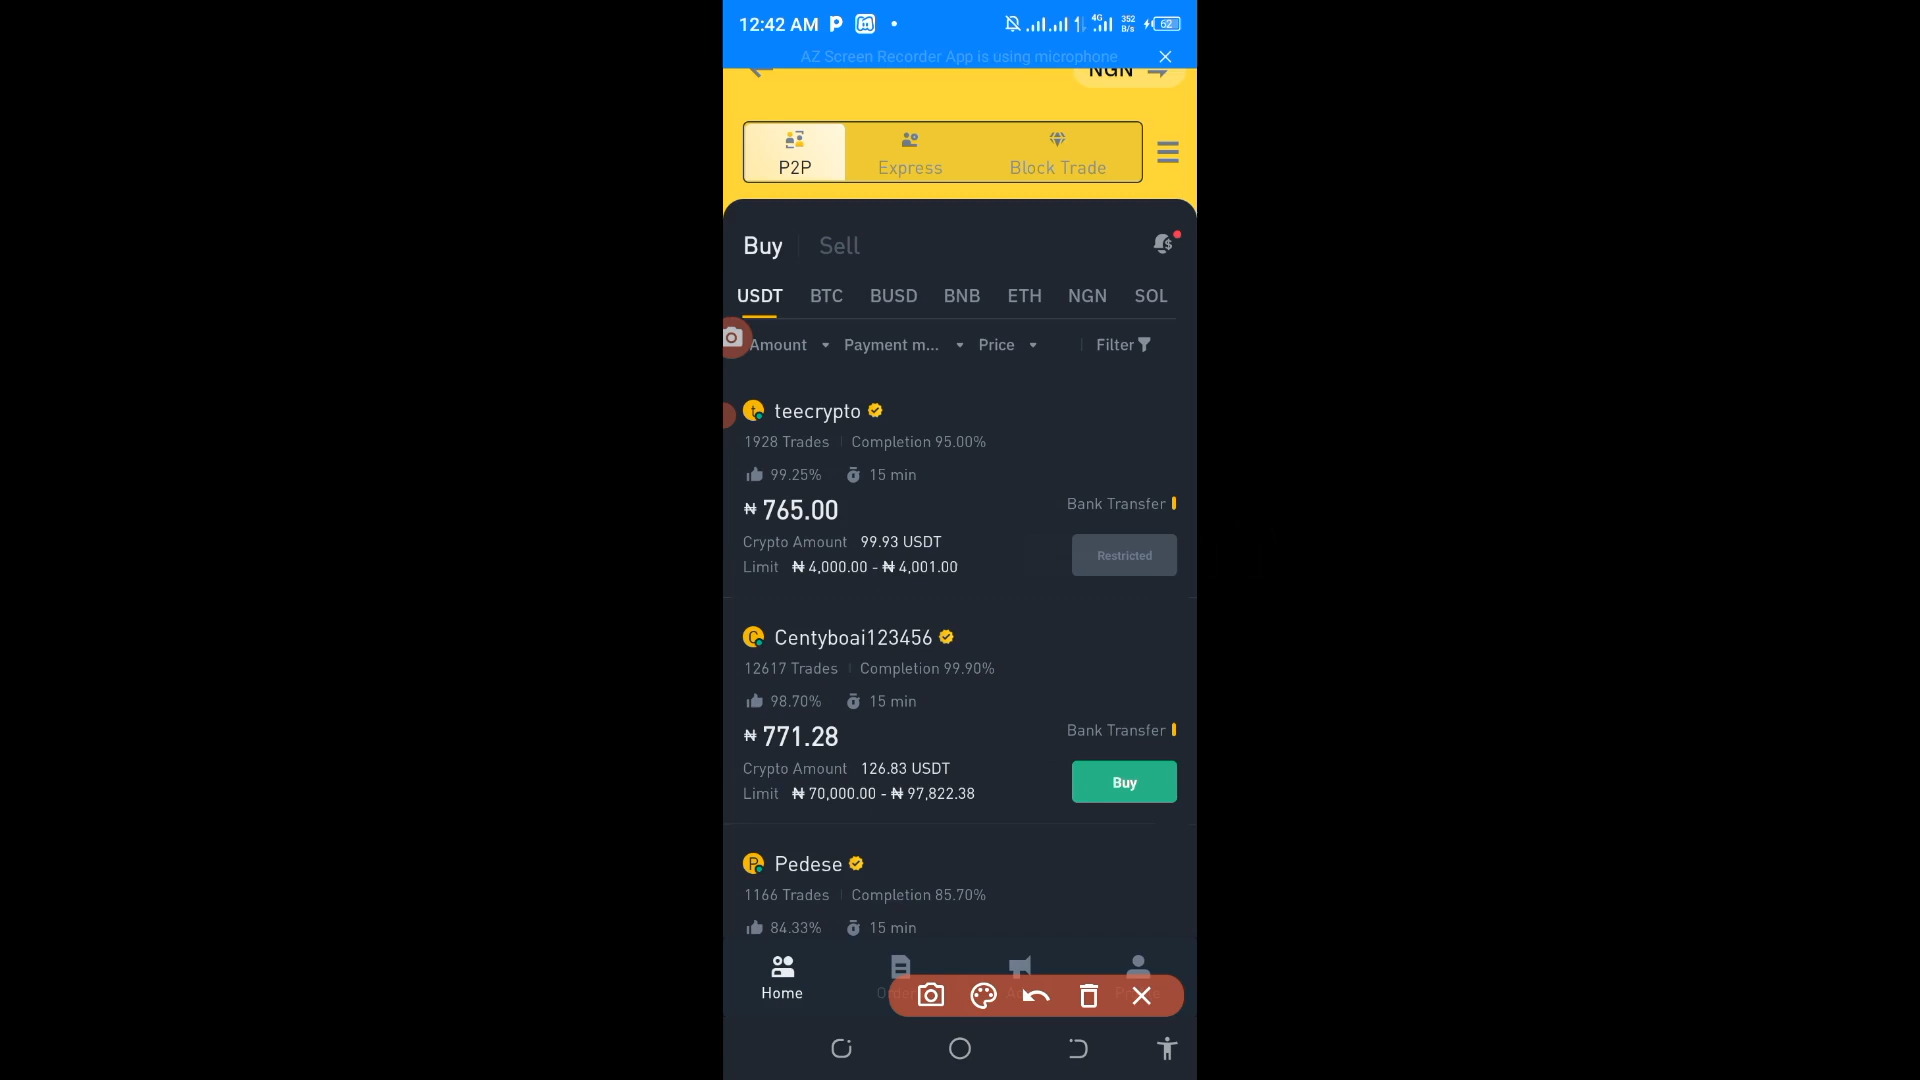 12:42 AM P 4G 352 B/s 62
AZ Screen Recorder App is using microphone
NGN
P2P Express Block Trade
Buy Sell
USDT BTC BUSD BNB ETH NGN SOL
Amount Payment m... Price Filter
t teecrypto
1928 Trades Completion 95.00%
99.25% 15 min
₦ 765.00 Bank Transfer
Crypto Amount 99.93 USDT
Restricted
Limit ₦ 4,000.00 - ₦ 4,001.00
C Centyboai123456
12617 Trades Completion 99.90%
98.70% 15 min
₦ 771.28 Bank Transfer
Crypto Amount 126.83 USDT
Buy
Limit ₦ 70,000.00 - ₦ 97,822.38
P Pedese
1166 Trades Completion 85.70%
84.33% 15 min
Home